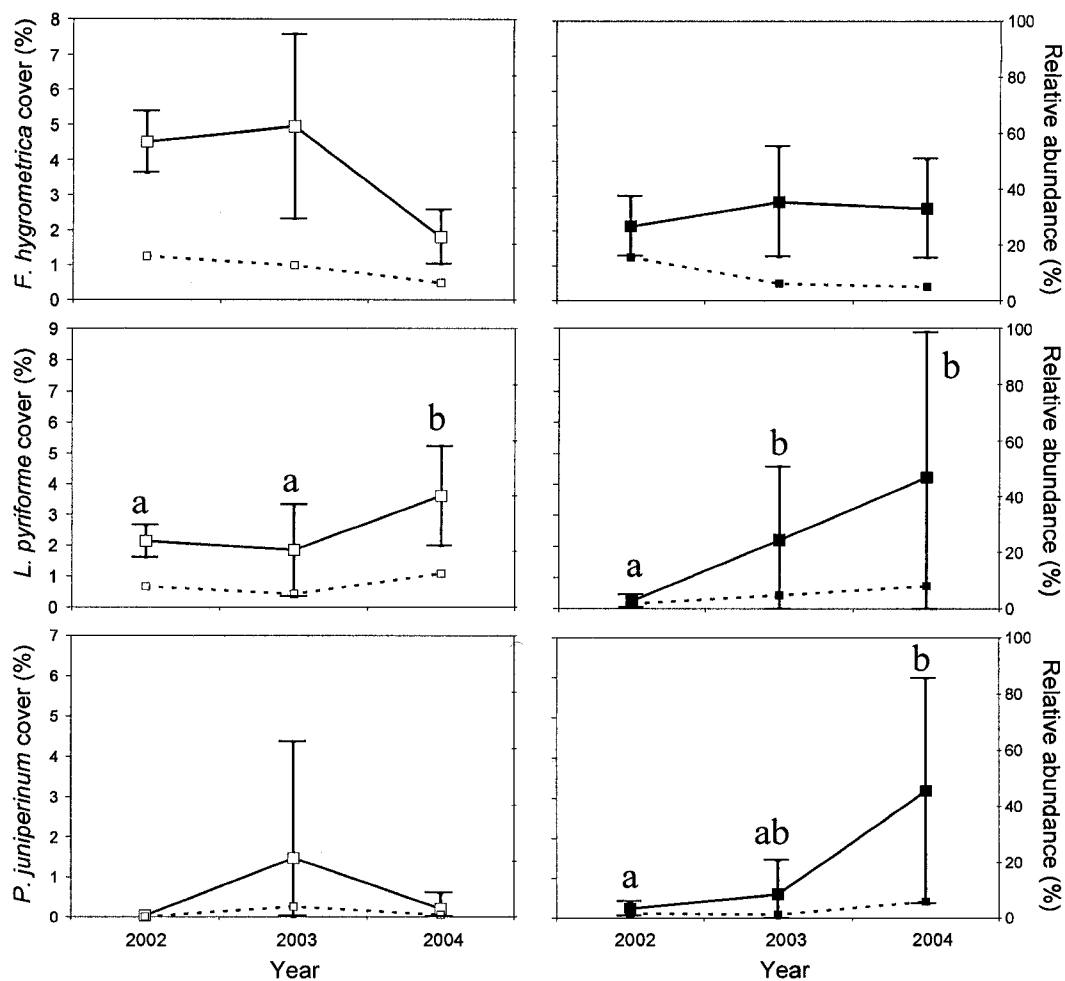 F. hygrometrica cover (%)
8
7
6
5
4
3
2
1
0
100
80
60
40
20
0
Relative abundance (%)
L. pyriforme cover (%)
9
8
7
6
5
4
3
2
1
0
a
a
b
a
b
b
100
80
60
40
20
0
Relative abundance (%)
P. juniperinum cover (%)
7
6
5
4
3
2
1
0
a
ab
b
100
80
60
40
20
0
Relative abundance (%)
2002 2003 2004
Year
2002 2003 2004
Year